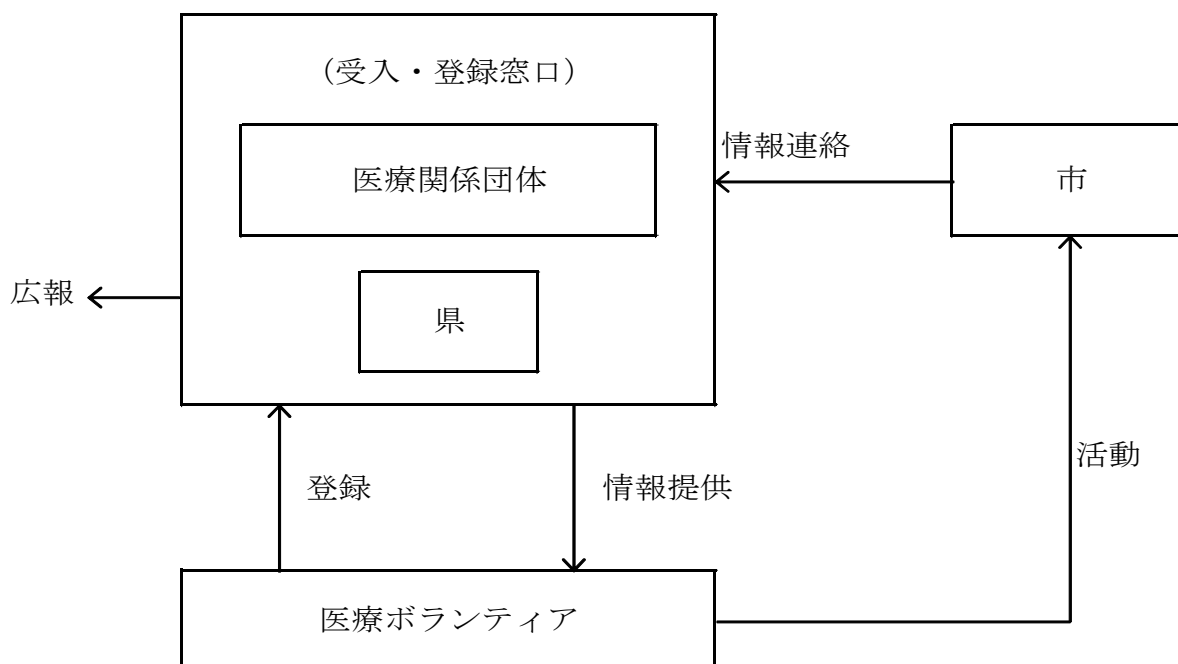 (受入・登録窓口)
医療関係団体
情報連絡
市
広報
県
登録
情報提供
活動
医療ボランティア